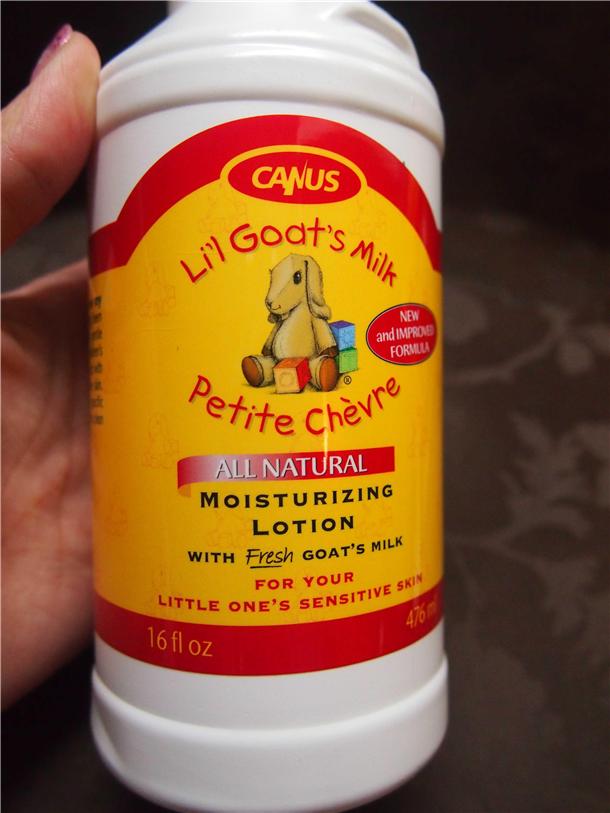 CANUS
Li'l Goat's Milk
NEW
and IMPROVED
FORMULA
®
Petite Chèvre
ALL NATURAL
MOISTURIZING
LOTION
WITH Fresh GOAT'S MILK
FOR YOUR
LITTLE ONE'S SENSITIVE SKIN
16 fl oz
476 ml